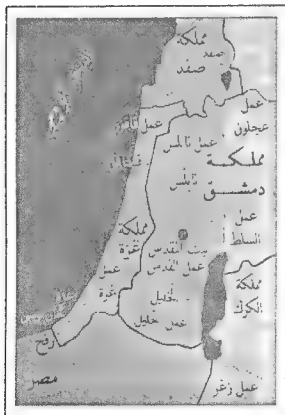 مملكة
صفد
صفد
عمل
عجلون
عمل نابلس
مملكة
نابلس
دمشق
عمل
السلط
مملكة
غزة
بيت المقدس
عمل القدس
عمل
غزة
مملكة
الكرك
الخليل
عمل خليل
رفح
مصر
عمل زغر